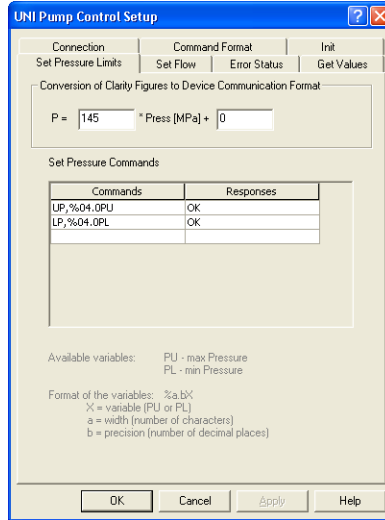 UNI Pump Control Setup
Connection Command Format Init
Set Pressure Limits Set Flow Error Status Get Values
Conversion of Clarity Figures to Device Communication Format
P = 145 * Press [MPa] + 0
Set Pressure Commands
Commands Responses
UP,%04.0PU OK
LP,%04.0PL OK
Available variables: PU - max Pressure
PL - min Pressure
Format of the variables: %a.bX
X = variable (PU or PL)
a = width (number of characters)
b = precision (number of decimal places)
OK Cancel Apply Help